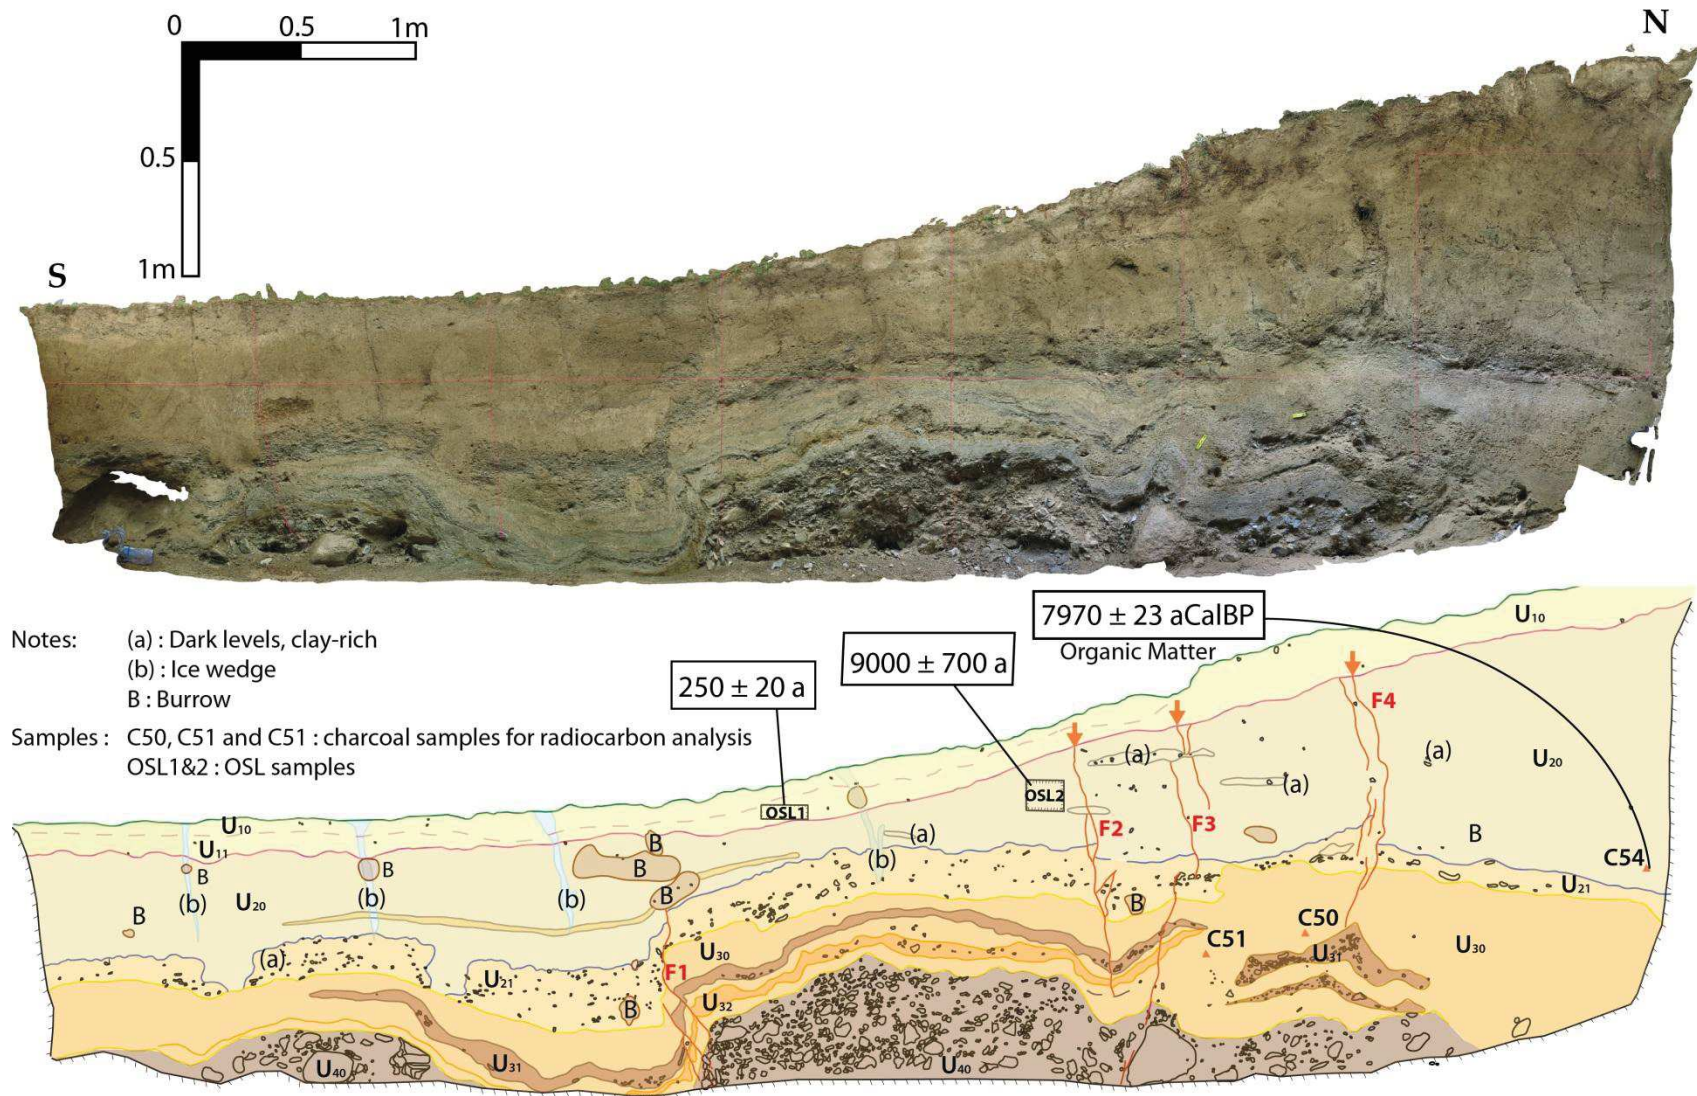 0 0.5 1m
N
0.5
1m
S
Notes: (a) : Dark levels, clay-rich
(b) : Ice wedge
B : Burrow
Samples : C50, C51 and C51 : charcoal samples for radiocarbon analysis
OSL1&2 : OSL samples
7970 ± 23 aCalBP
Organic Matter
9000 ± 700 a
250 ± 20 a
U10
F4
(a) (a) U20
(a)
OSL2
OSL1
F2 F3
U10
U11
B B B B
(a)
(b)
B
C54
B
(b) (b) (b)
U20
B
U21
B
B
(a)
U21
F1
U30
C51
C50
U31
U30
U32
B
U40
U31
U40